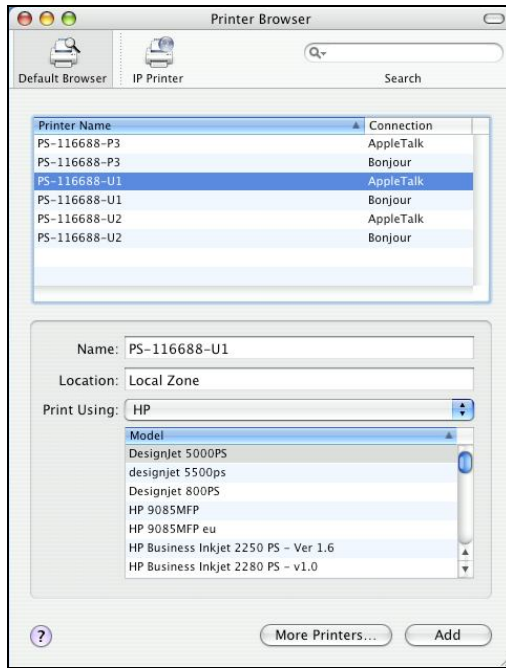 Printer Browser
Default Browser
IP Printer
Search
Printer Name Connection
PS-116688-P3 AppleTalk
PS-116688-P3 Bonjour
PS-116688-U1 AppleTalk
PS-116688-U1 Bonjour
PS-116688-U2 AppleTalk
PS-116688-U2 Bonjour
Name: PS-116688-U1
Location: Local Zone
Print Using: HP
Model
DesignJet 5000PS
designjet 5500ps
Designjet 800PS
HP 9085MFP
HP 9085MFP eu
HP Business Inkjet 2250 PS - Ver 1.6
HP Business Inkjet 2280 PS - v1.0
? More Printers... Add